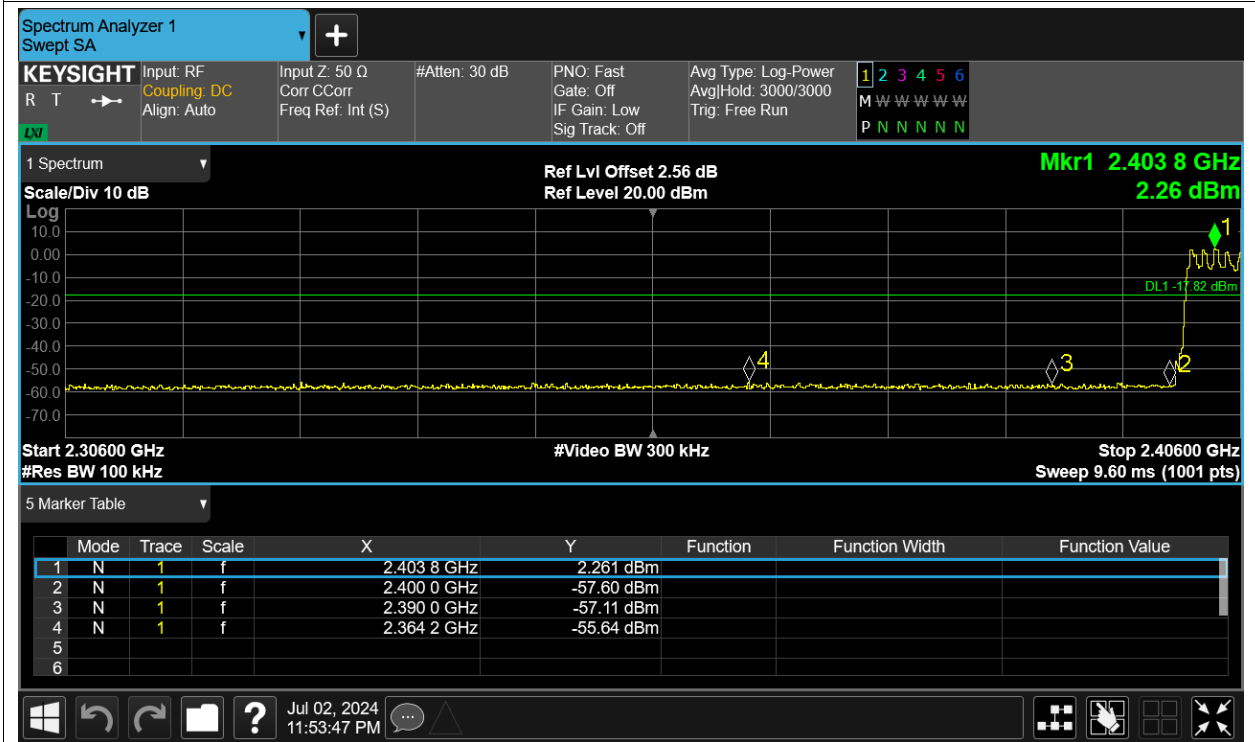 Spectrum Analyzer 1
Swept SA
+
KEYSIGHT Input: RF Input Z: 50 Ω #Atten: 30 dB PNO: Fast Avg Type: Log-Power 1 2 3 4 5 6
R T Coupling: DC Corr CCorr Gate: Off Avg|Hold: 3000/3000 M W W W W W W
Align: Auto Freq Ref: Int (S) IF Gain: Low Trig: Free Run
LXI Sig Track: Off P N N N N N N
1 Spectrum Ref Lvl Offset 2.56 dB Mkr1 2.403 8 GHz
Scale/Div 10 dB Ref Level 20.00 dBm 2.26 dBm
Log
10.0 1
0.00
-10.0
DL1 -17.82 dBm
-20.0
-30.0
-40.0
-50.0 4 3 2
-60.0
-70.0
Start 2.30600 GHz #Video BW 300 kHz Stop 2.40600 GHz
#Res BW 100 kHz Sweep 9.60 ms (1001 pts)
5 Marker Table
Mode Trace Scale X Y Function Function Width Function Value
1 N 1 f 2.403 8 GHz 2.261 dBm
2 N 1 f 2.400 0 GHz -57.60 dBm
3 N 1 f 2.390 0 GHz -57.11 dBm
4 N 1 f 2.364 2 GHz -55.64 dBm
5
6
? Jul 02, 2024
11:53:47 PM